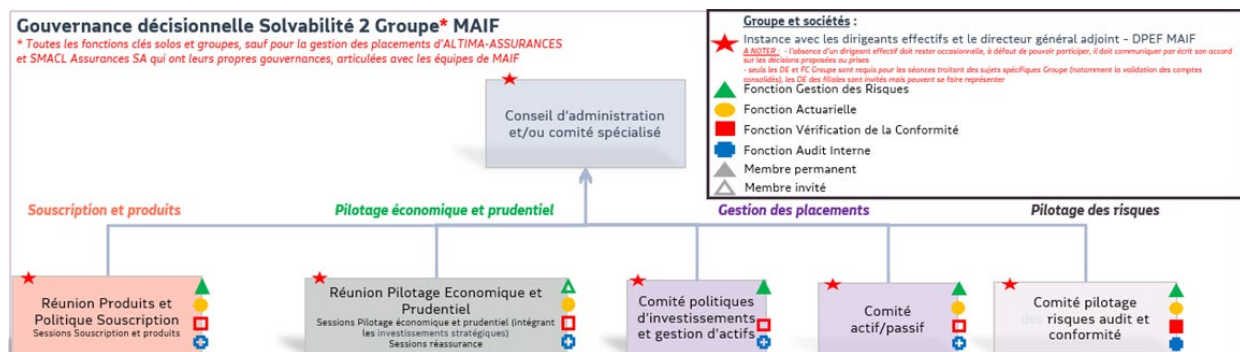 Gouvernance décisionnelle Solvabilité 2 Groupe* MAIF
* Toutes les fonctions clés solos et groupes, sauf pour la gestion des placements d'ALTIMA-ASSURANCES
et SMACL Assurances SA qui ont leurs propres gouvernances, articulées avec les équipes de MAIF
Groupe et sociétés :
Instance avec les dirigeants effectifs et le directeur général adjoint - DPEF MAIF
A NOTER : - l'absence d'un dirigeant effectif doit rester occasionnelle, à défaut de pouvoir participer, il doit communiquer par écrit son accord
sur les décisions proposées ou prises
- seuls les DE et FC Groupe sont requis pour les séances traitant des sujets spécifiques Groupe (notamment la validation des comptes
consolidés), les DE des filiales sont invités mais peuvent se faire représenter
Fonction Gestion des Risques
Fonction Actuarielle
Fonction Vérification de la Conformité
Fonction Audit Interne
Membre permanent
Membre invité
Conseil d'administration
et/ou comité spécialisé
Souscription et produits
Pilotage économique et prudentiel
Gestion des placements
Pilotage des risques
Réunion Produits et
Politique Souscription
Sessions Souscription et produits
Réunion Pilotage Economique et
Prudentiel
Sessions Pilotage économique et prudentiel (intégrant
les investissements stratégiques)
Sessions réassurance
Comité politiques
d'investissements
et gestion d'actifs
Comité
actif/passif
Comité pilotage
des risques audit et
conformité